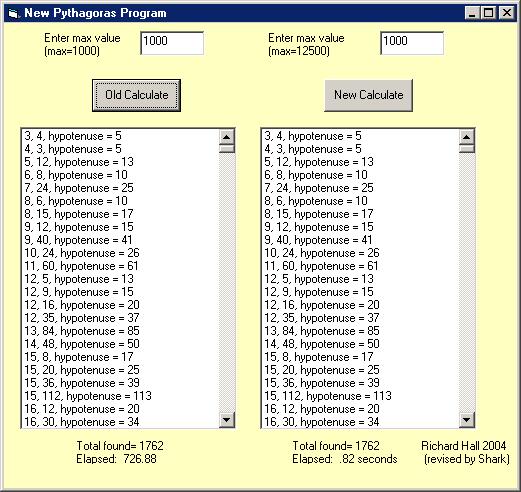 New Pythagoras Program
Enter max value
(max=1000)
1000
Enter max value
(max=12500)
1000
Old Calculate
New Calculate
3, 4, hypotenuse = 5
4, 3, hypotenuse = 5
5, 12, hypotenuse = 13
6, 8, hypotenuse = 10
7, 24, hypotenuse = 25
8, 6, hypotenuse = 10
8, 15, hypotenuse = 17
9, 12, hypotenuse = 15
9, 40, hypotenuse = 41
10, 24, hypotenuse = 26
11, 60, hypotenuse = 61
12, 5, hypotenuse = 13
12, 9, hypotenuse = 15
12, 16, hypotenuse = 20
12, 35, hypotenuse = 37
13, 84, hypotenuse = 85
14, 48, hypotenuse = 50
15, 8, hypotenuse = 17
15, 20, hypotenuse = 25
15, 36, hypotenuse = 39
15, 112, hypotenuse = 113
16, 12, hypotenuse = 20
16, 30, hypotenuse = 34
3, 4, hypotenuse = 5
4, 3, hypotenuse = 5
5, 12, hypotenuse = 13
6, 8, hypotenuse = 10
7, 24, hypotenuse = 25
8, 6, hypotenuse = 10
8, 15, hypotenuse = 17
9, 12, hypotenuse = 15
9, 40, hypotenuse = 41
10, 24, hypotenuse = 26
11, 60, hypotenuse = 61
12, 5, hypotenuse = 13
12, 9, hypotenuse = 15
12, 16, hypotenuse = 20
12, 35, hypotenuse = 37
13, 84, hypotenuse = 85
14, 48, hypotenuse = 50
15, 8, hypotenuse = 17
15, 20, hypotenuse = 25
15, 36, hypotenuse = 39
15, 112, hypotenuse = 113
16, 12, hypotenuse = 20
16, 30, hypotenuse = 34
Total found= 1762
Elapsed: 726.88
Total found= 1762
Elapsed: .82 seconds
Richard Hall 2004
(revised by Shark)